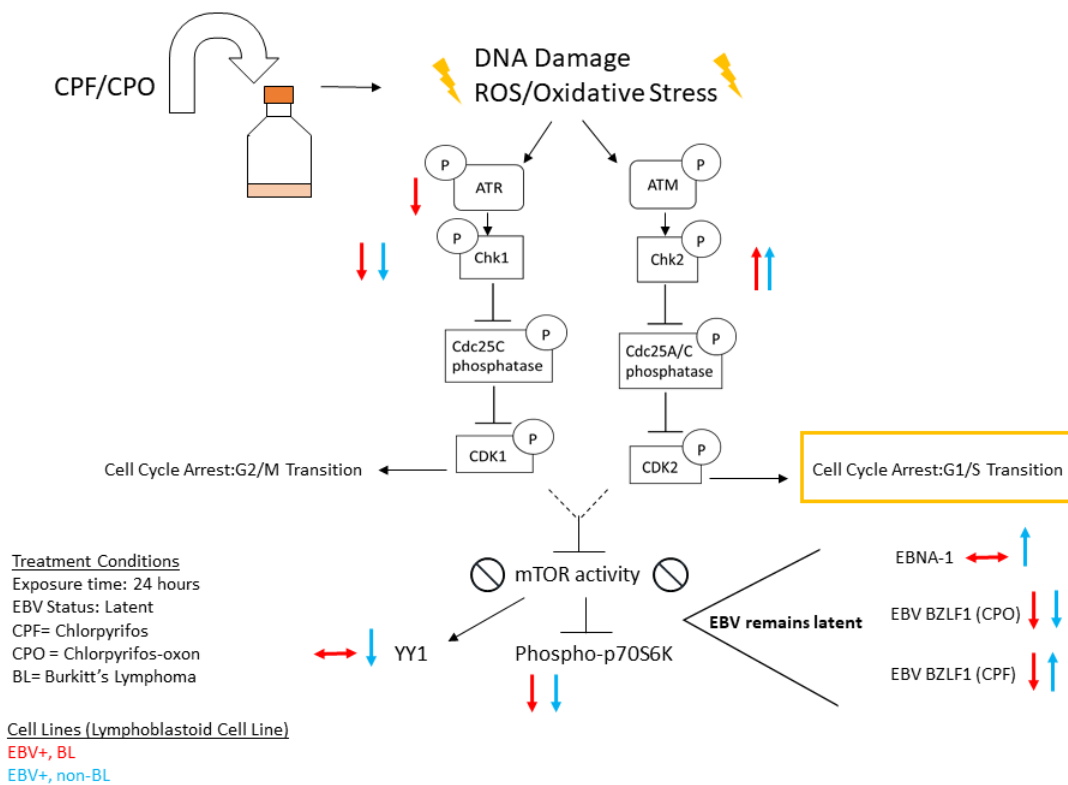 CPF/CPO
DNA Damage
ROS/Oxidative Stress
P
ATR
P
ATM
P
Chk1
P
Chk2
P
Cdc25C
phosphatase
P
Cdc25A/C
phosphatase
P
CDK1
P
CDK2
Cell Cycle Arrest:G2/M Transition
Cell Cycle Arrest:G1/S Transition
Treatment Conditions
Exposure time: 24 hours
EBV Status: Latent
CPF= Chlorpyrifos
CPO = Chlorpyrifos-oxon
BL= Burkitt's Lymphoma
mTOR activity
YY1
Phospho-p70S6K
EBV remains latent
EBNA-1
EBV BZLF1 (CPO)
EBV BZLF1 (CPF)
Cell Lines (Lymphoblastoid Cell Line)
EBV+, BL
EBV+, non-BL